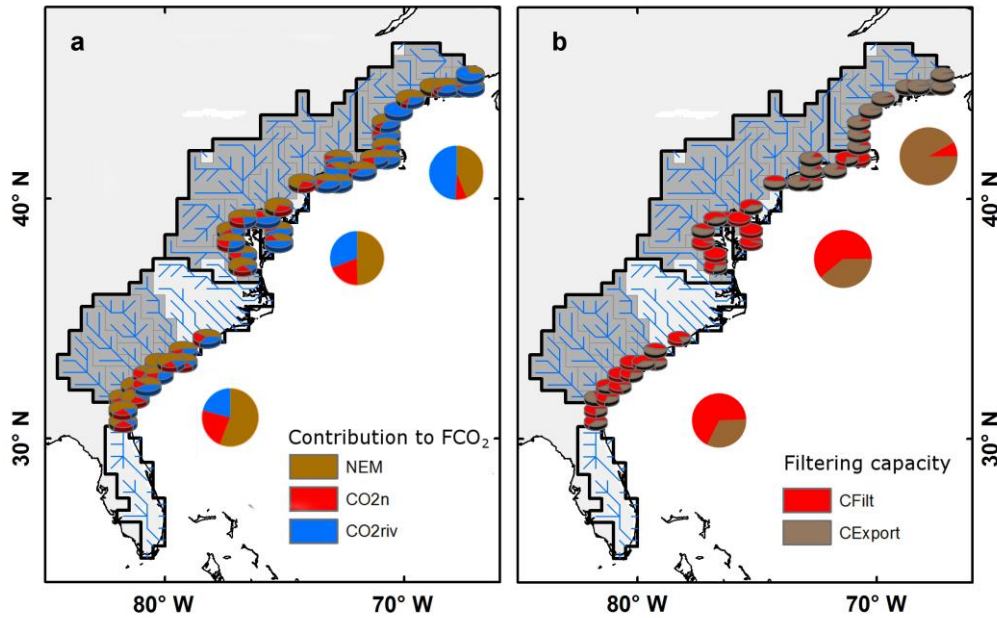 a
b
40° N
30° N
40° N
30° N
Contribution to FCO₂
NEM
CO2n
CO2riv
Filtering capacity
CFilt
CExport
80° W
70° W
80° W
70° W